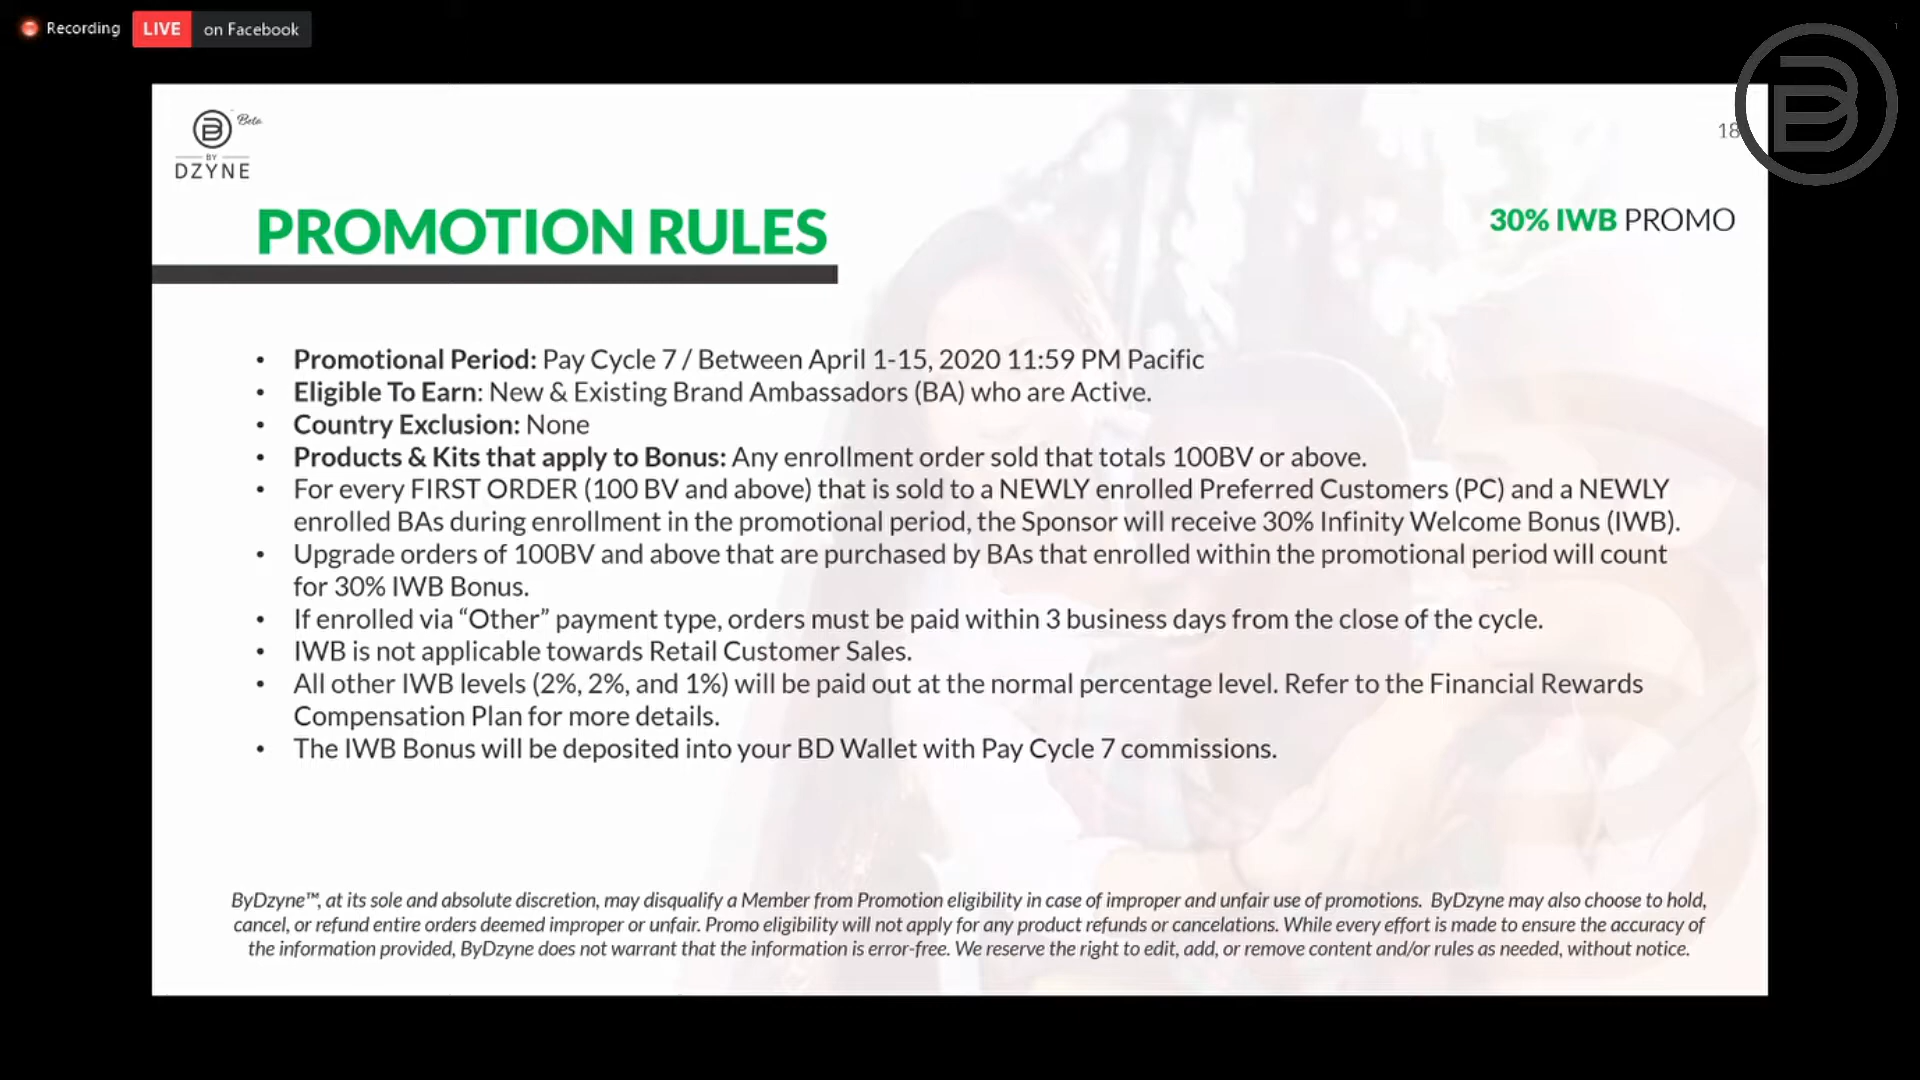 Recording
LIVE on Facebook
18
Beta
BY
DZYNE
PROMOTION RULES
30% IWB PROMO
• Promotional Period: Pay Cycle 7 / Between April 1-15, 2020 11:59 PM Pacific
• Eligible To Earn: New & Existing Brand Ambassadors (BA) who are Active.
• Country Exclusion: None
• Products & Kits that apply to Bonus: Any enrollment order sold that totals 100BV or above.
• For every FIRST ORDER (100 BV and above) that is sold to a NEWLY enrolled Preferred Customers (PC) and a NEWLY
enrolled BAs during enrollment in the promotional period, the Sponsor will receive 30% Infinity Welcome Bonus (IWB).
• Upgrade orders of 100BV and above that are purchased by BAs that enrolled within the promotional period will count
for 30% IWB Bonus.
• If enrolled via “Other” payment type, orders must be paid within 3 business days from the close of the cycle.
• IWB is not applicable towards Retail Customer Sales.
• All other IWB levels (2%, 2%, and 1%) will be paid out at the normal percentage level. Refer to the Financial Rewards
Compensation Plan for more details.
• The IWB Bonus will be deposited into your BD Wallet with Pay Cycle 7 commissions.
ByDzyne™, at its sole and absolute discretion, may disqualify a Member from Promotion eligibility in case of improper and unfair use of promotions. ByDzyne may also choose to hold,
cancel, or refund entire orders deemed improper or unfair. Promo eligibility will not apply for any product refunds or cancelations. While every effort is made to ensure the accuracy of
the information provided, ByDzyne does not warrant that the information is error-free. We reserve the right to edit, add, or remove content and/or rules as needed, without notice.